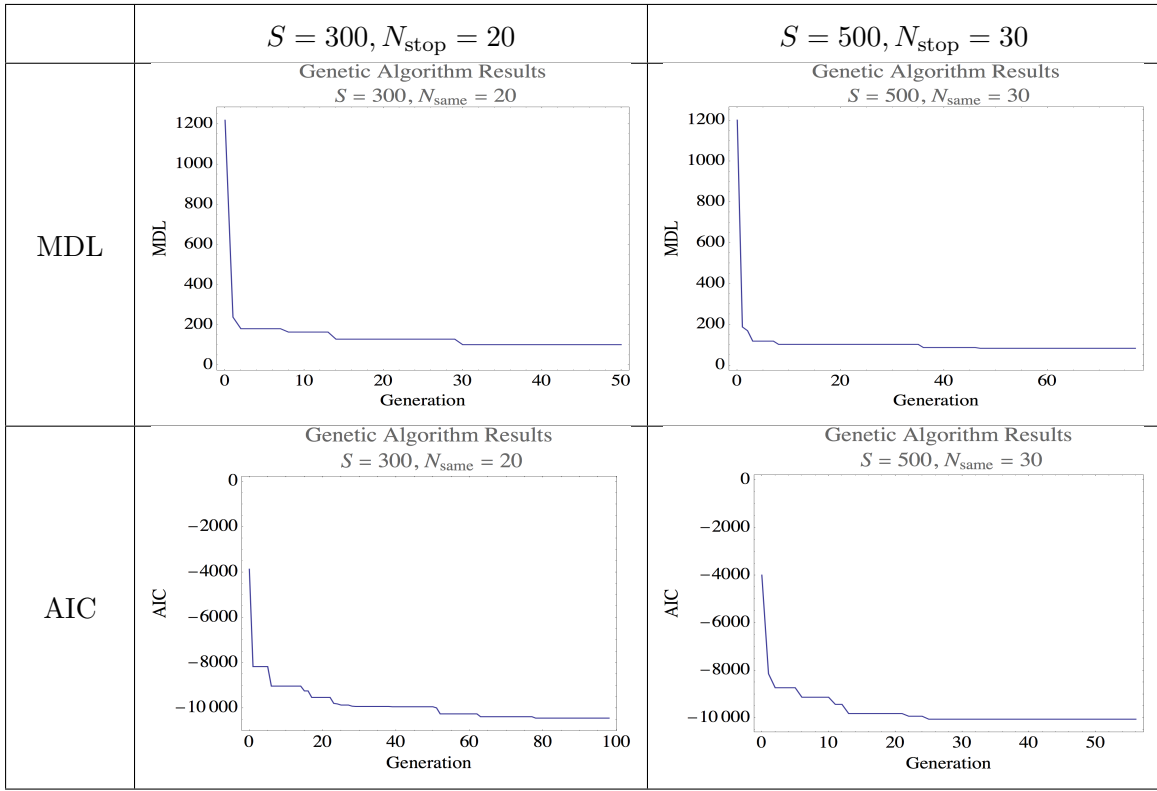 S = 300, N_stop = 20
S = 500, N_stop = 30
MDL
Genetic Algorithm Results
S = 300, N_same = 20
1200
1000
800
600
400
200
0
MDL
0 10 20 30 40 50
Generation
Genetic Algorithm Results
S = 500, N_same = 30
1200
1000
800
600
400
200
0
MDL
0 20 40 60
Generation
AIC
Genetic Algorithm Results
S = 300, N_same = 20
0
−2000
−4000
−6000
−8000
−10 000
AIC
0 20 40 60 80 100
Generation
Genetic Algorithm Results
S = 500, N_same = 30
0
−2000
−4000
−6000
−8000
−10 000
AIC
0 10 20 30 40 50
Generation